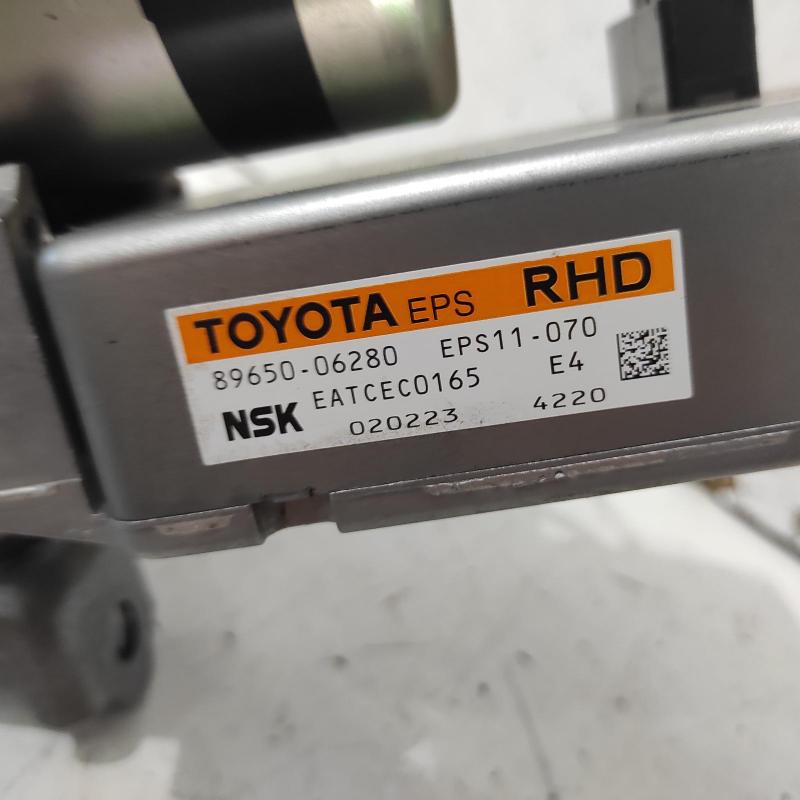 TOYOTA EPS RHD
89650-06280 EPS11-070
EATCEC0165 E4
NSK 020223 4220